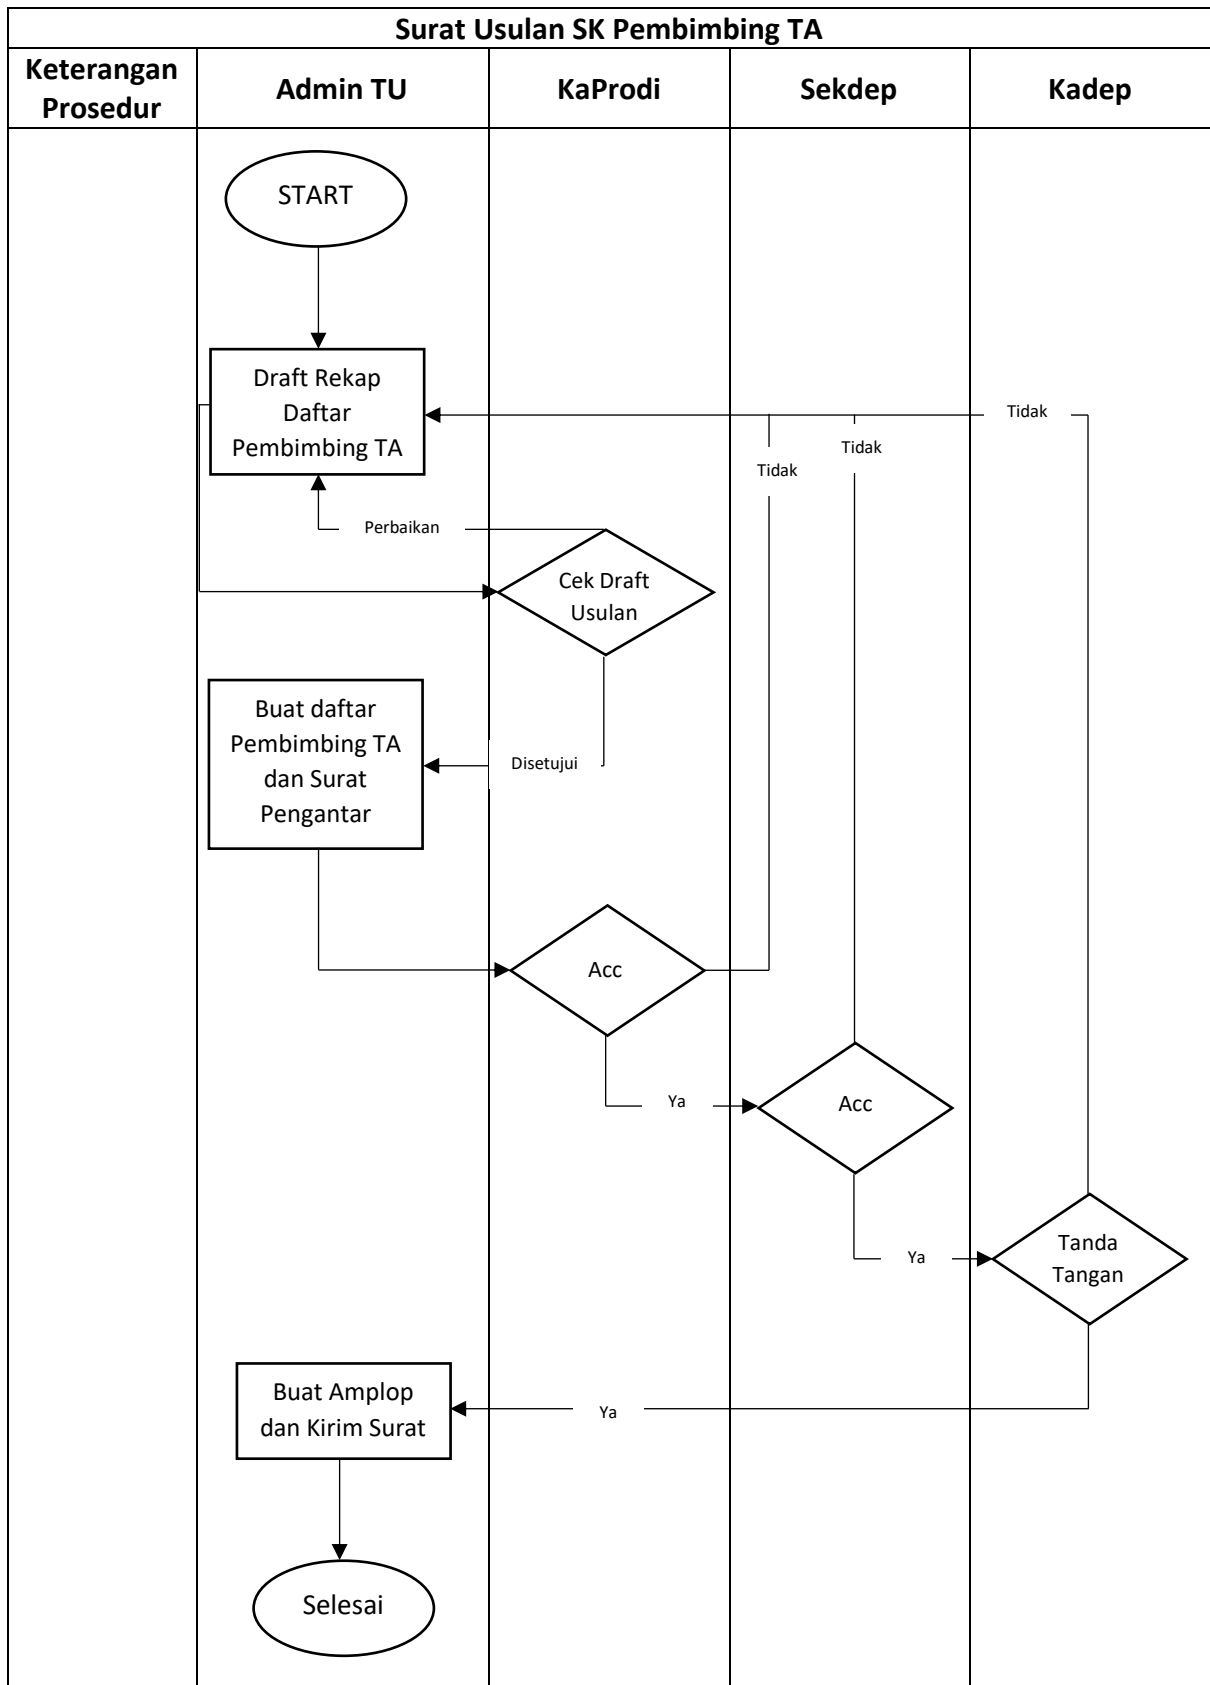 Surat Usulan SK Pembimbing TA
Keterangan
Prosedur
Admin TU
KaProdi
Sekdep
Kadep
START
Draft Rekap
Daftar
Pembimbing TA
Tidak
Tidak
Tidak
Perbaikan
Cek Draft
Usulan
Buat daftar
Pembimbing TA
dan Surat
Pengantar
Disetujui
Acc
Ya
Acc
Ya
Tanda
Tangan
Buat Amplop
dan Kirim Surat
Ya
Selesai